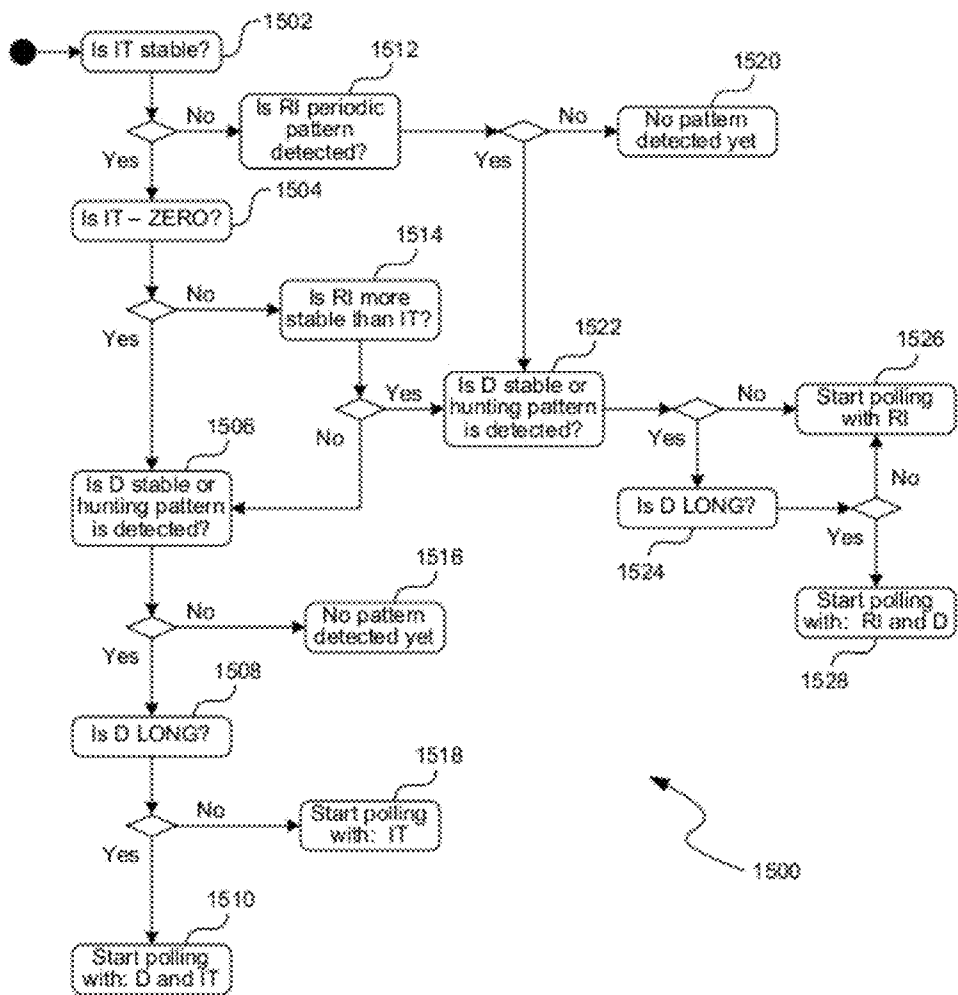 1502
Is IT stable?
1512
Is RI periodic
pattern
detected?
No
Yes
1520
No pattern
detected yet
No
Yes
1504
Is IT – ZERO?
1514
Is RI more
stable than IT?
No
Yes
1522
Is D stable or
hunting pattern
is detected?
Yes
No
1526
Start polling
with RI
No
Yes
1506
Is D stable or
hunting pattern
is detected?
Is D LONG?
1524
No
Yes
Start polling
with: RI and D
1528
1516
No pattern
detected yet
No
Yes
1508
Is D LONG?
1518
Start polling
with: IT
No
Yes
1500
1510
Start polling
with: D and IT